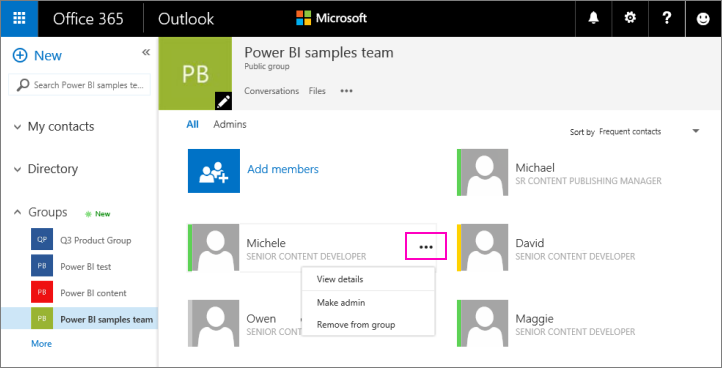 Office 365
Outlook
Microsoft
?
«
New
Search Power BI samples te...
My contacts
Directory
Groups
New
QP
Q3 Product Group
PB
Power BI test
PB
Power BI content
PB
Power BI samples team
More
PB
Power BI samples team
Public group
Conversations Files •••
All Admins
Sort by Frequent contacts
Add members
Michael
SR CONTENT PUBLISHING MANAGER
Michele
SENIOR CONTENT DEVELOPER
•••
David
SENIOR CONTENT DEVELOPER
View details
Make admin
Remove from group
Owen
SENIOR CONT
Maggie
SENIOR CONTENT DEVELOPER